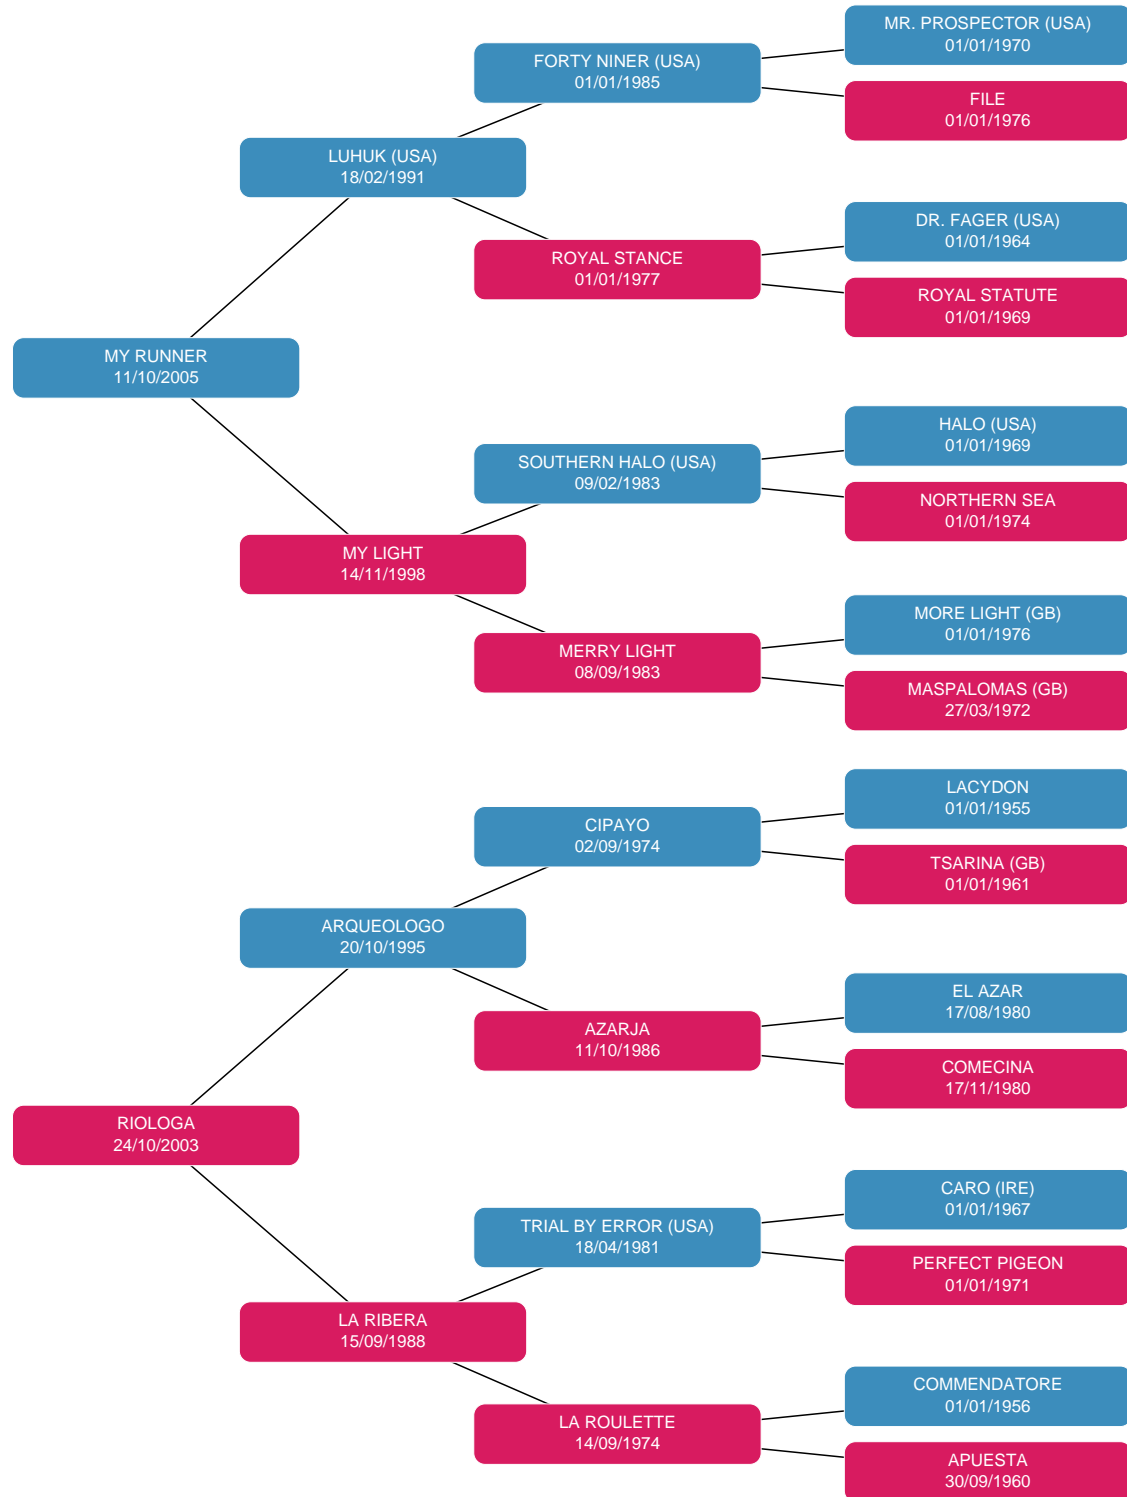 MR. PROSPECTOR (USA)
01/01/1970
FORTY NINER (USA)
01/01/1985
FILE
01/01/1976
LUHUK (USA)
18/02/1991
DR. FAGER (USA)
01/01/1964
ROYAL STANCE
01/01/1977
ROYAL STATUTE
01/01/1969
MY RUNNER
11/10/2005
HALO (USA)
01/01/1969
SOUTHERN HALO (USA)
09/02/1983
NORTHERN SEA
01/01/1974
MY LIGHT
14/11/1998
MORE LIGHT (GB)
01/01/1976
MERRY LIGHT
08/09/1983
MASPALOMAS (GB)
27/03/1972
LACYDON
01/01/1955
CIPAYO
02/09/1974
TSARINA (GB)
01/01/1961
ARQUEOLOGO
20/10/1995
EL AZAR
17/08/1980
AZARJA
11/10/1986
COMECINA
17/11/1980
RIOLOGA
24/10/2003
CARO (IRE)
01/01/1967
TRIAL BY ERROR (USA)
18/04/1981
PERFECT PIGEON
01/01/1971
LA RIBERA
15/09/1988
COMMENDATORE
01/01/1956
LA ROULETTE
14/09/1974
APUESTA
30/09/1960